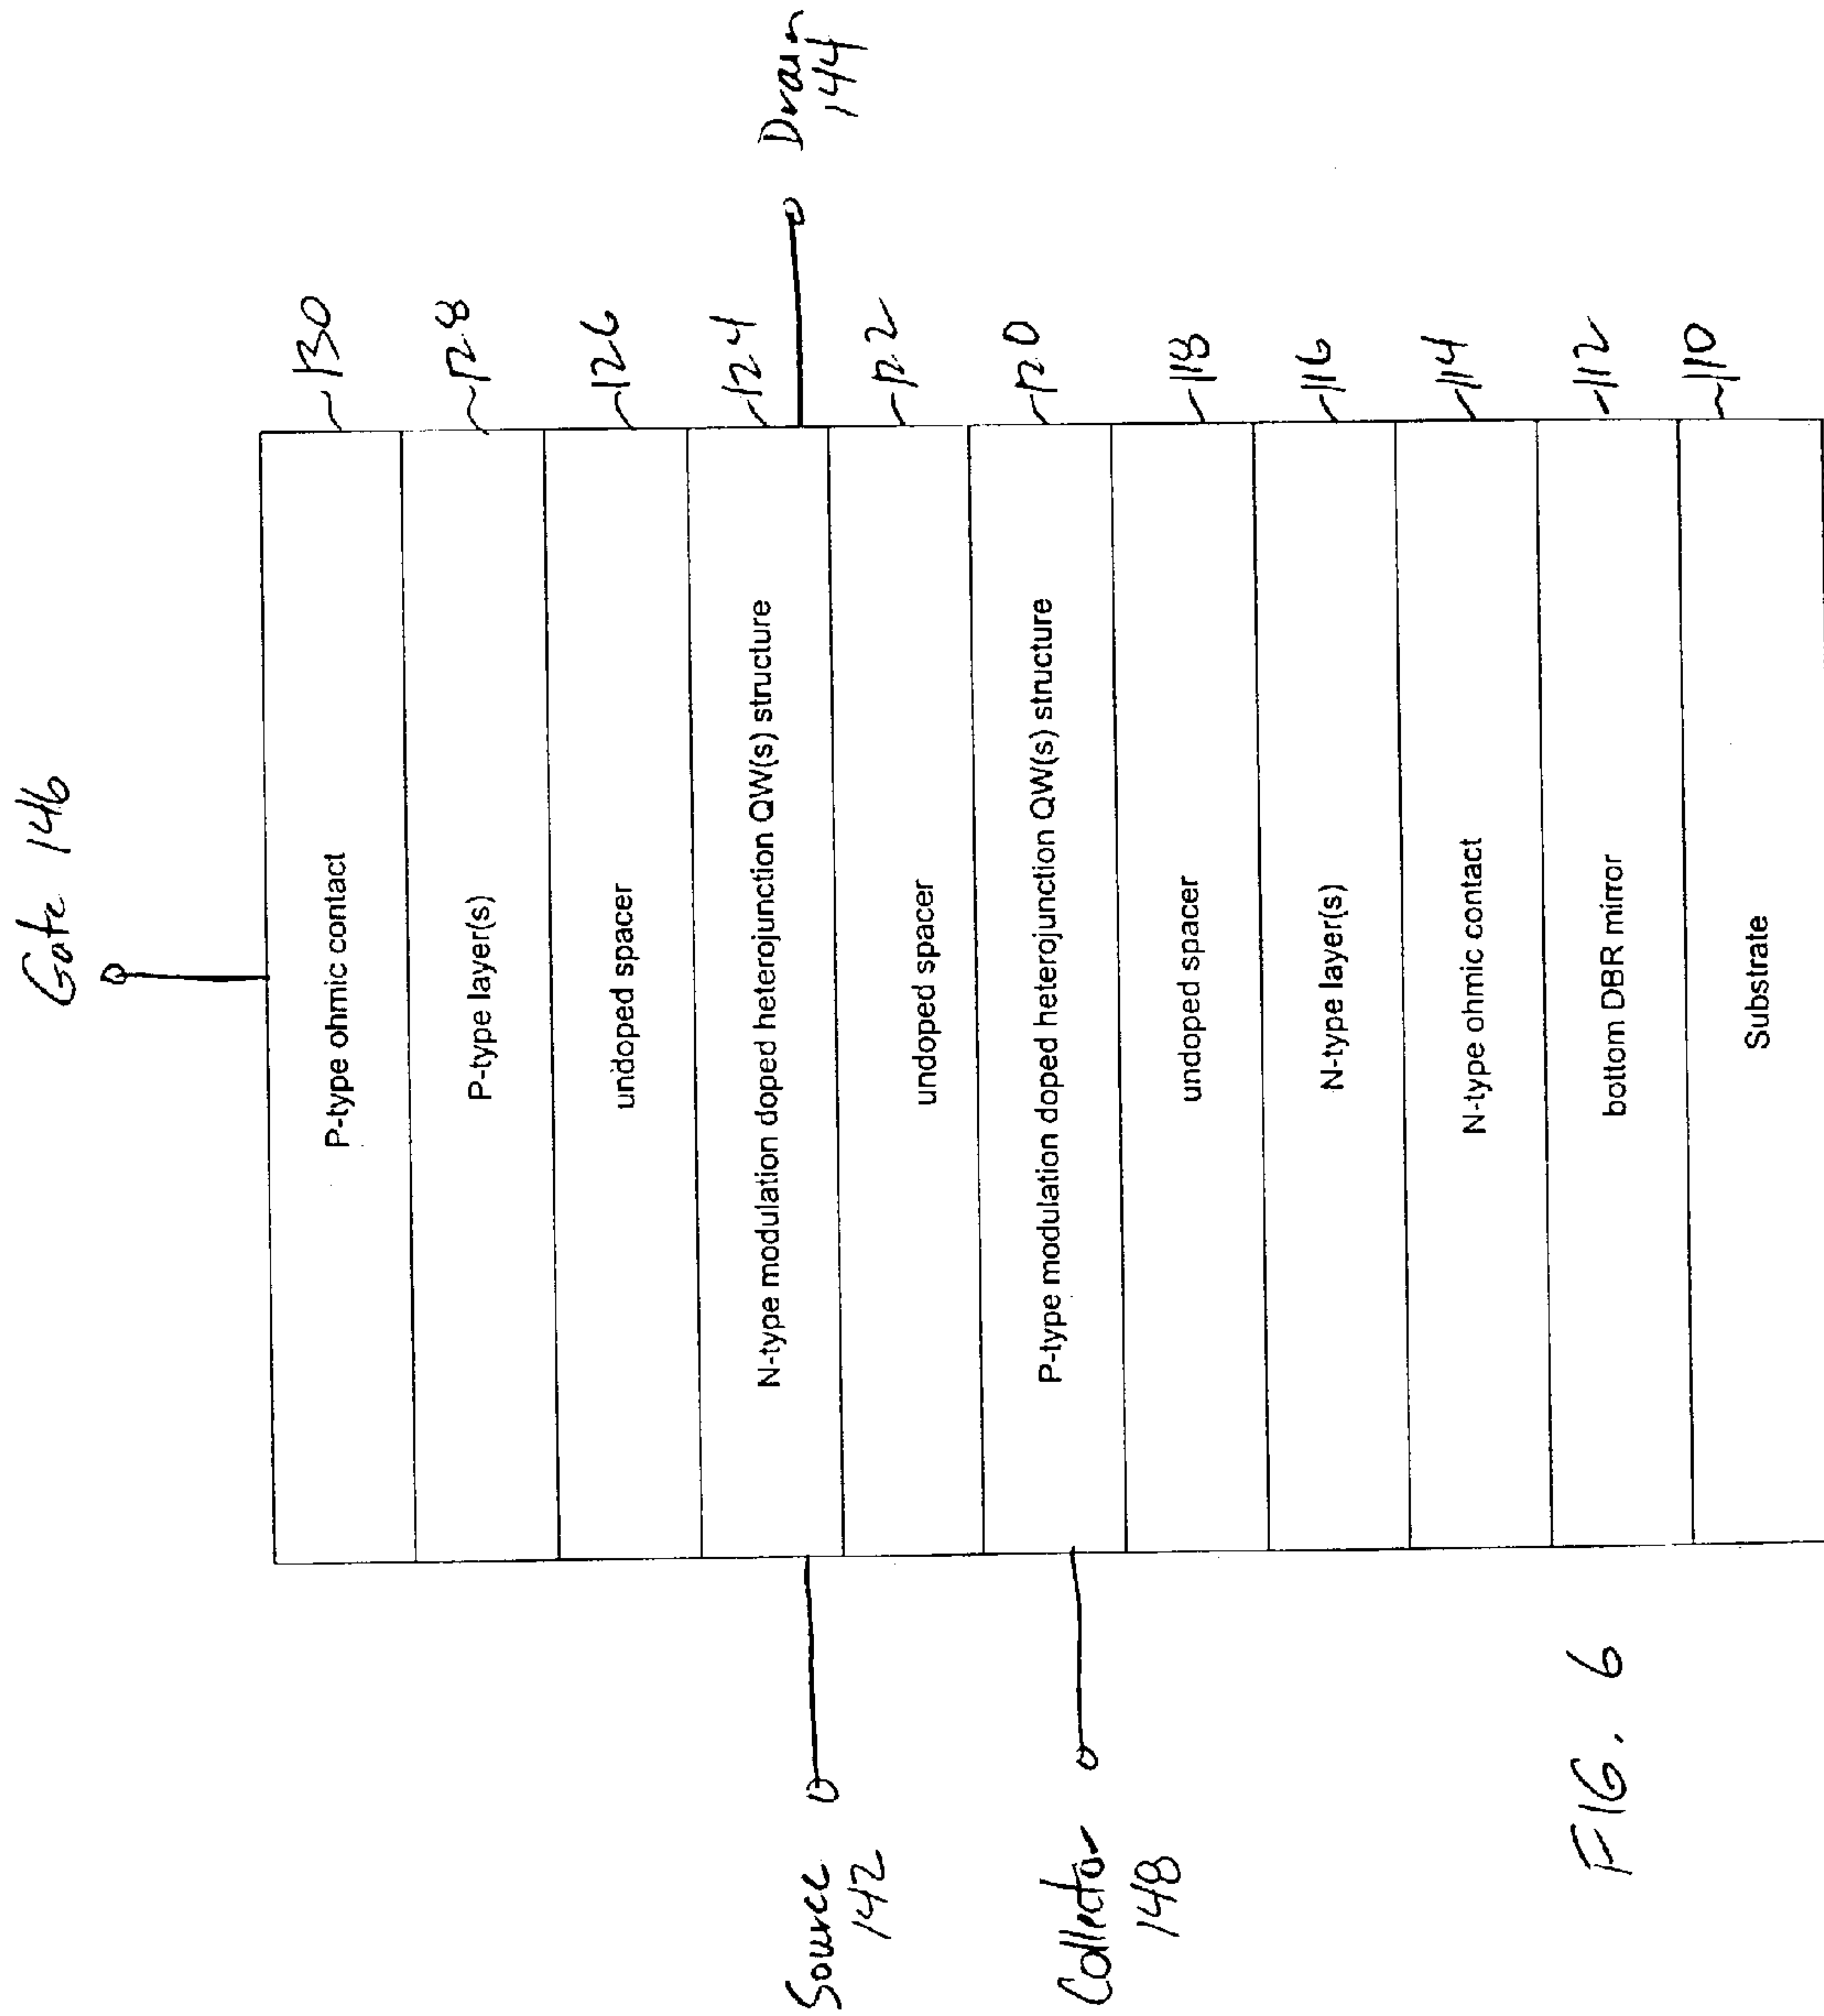 Gate 146
P-type ohmic contact
~130
P-type layer(s)
~128
undoped spacer
~126
N-type modulation doped heterojunction QW(s) structure
~124
Source
142
Drain
144
undoped spacer
~122
P-type modulation doped heterojunction QW(s) structure
~120
Collector
148
undoped spacer
~118
N-type layer(s)
~116
N-type ohmic contact
~114
bottom DBR mirror
~112
Substrate
~110
FIG. 6